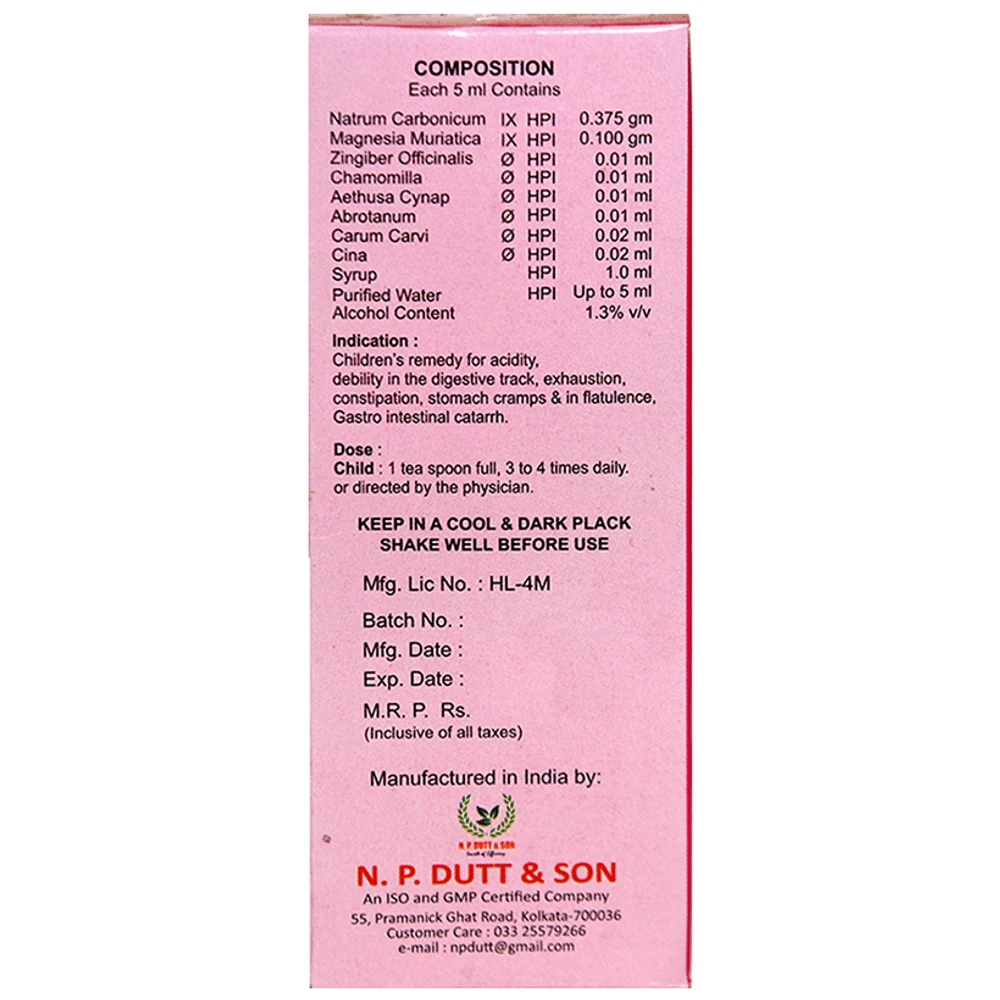 COMPOSITION
Each 5 ml Contains
Natrum Carbonicum IX HPI 0.375 gm
Magnesia Muriatica IX HPI 0.100 gm
Zingiber Officinalis Ø HPI 0.01 ml
Chamomilla Ø HPI 0.01 ml
Aethusa Cynap Ø HPI 0.01 ml
Abrotanum Ø HPI 0.01 ml
Carum Carvi Ø HPI 0.02 ml
Cina Ø HPI 0.02 ml
Syrup HPI 1.0 ml
Purified Water HPI Up to 5 ml
Alcohol Content 1.3% v/v
Indication :
Children's remedy for acidity,
debility in the digestive track, exhaustion,
constipation, stomach cramps & in flatulence,
Gastro intestinal catarrh.
Dose :
Child : 1 tea spoon full, 3 to 4 times daily.
or directed by the physician.
KEEP IN A COOL & DARK PLACK
SHAKE WELL BEFORE USE
Mfg. Lic No. : HL-4M
Batch No. :
Mfg. Date :
Exp. Date :
M.R. P. Rs.
(Inclusive of all taxes)
Manufactured in India by:
N. P. DUTT & SON
N. P. DUTT & SON
An ISO and GMP Certified Company
55, Pramanick Ghat Road, Kolkata-700036
Customer Care : 033 25579266
e-mail : npdutt@gmail.com